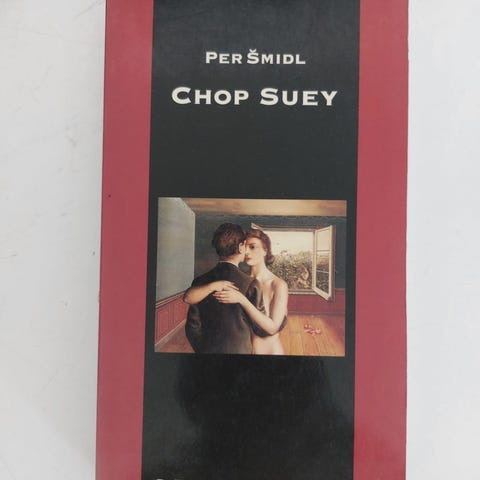 PER ŠMIDL
CHOP SUEY